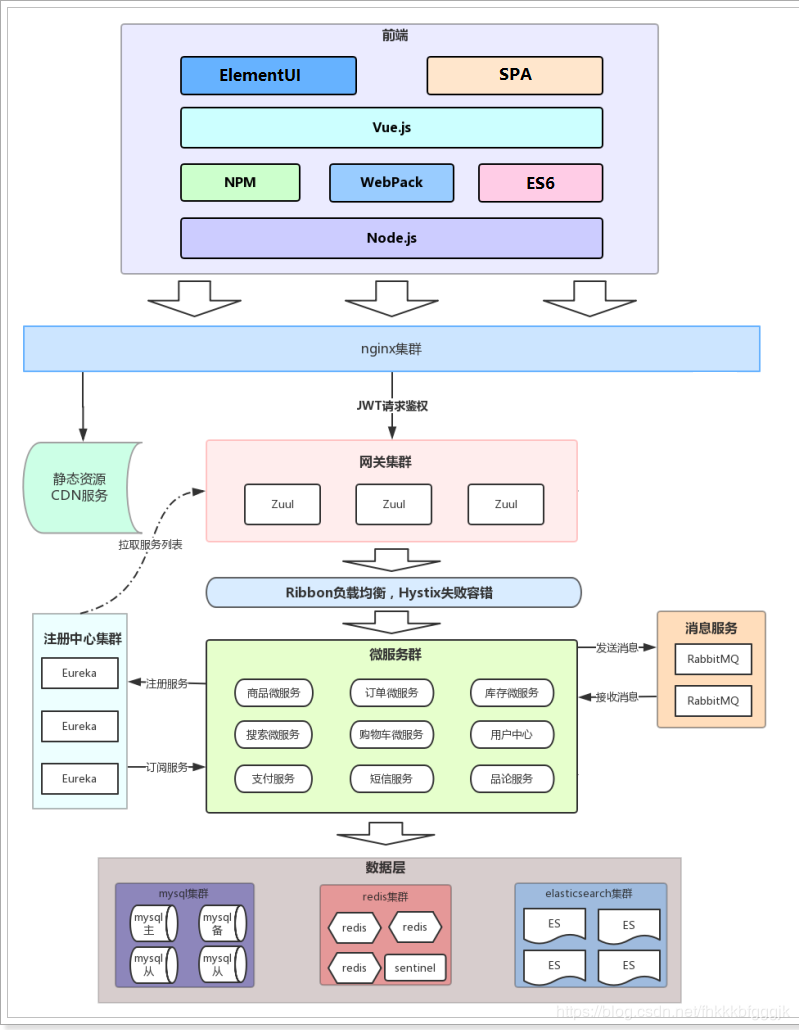 前端
ElementUI
SPA
Vue.js
NPM
WebPack
ES6
Node.js
nginx集群
JWT请求鉴权
静态资源
CDN服务
网关集群
Zuul
Zuul
Zuul
拉取服务列表
Ribbon负载均衡，Hystix失败容错
注册中心集群
Eureka
Eureka
Eureka
注册服务
订阅服务
微服务群
商品微服务
订单微服务
库存微服务
搜索微服务
购物车微服务
用户中心
支付服务
短信服务
品论服务
发送消息
接收消息
消息服务
RabbitMQ
RabbitMQ
数据层
mysql集群
mysql
主
mysql
备
mysql
从
mysql
从
redis集群
redis
redis
redis
sentinel
elasticsearch集群
ES
ES
ES
ES
https://blog.csdn.net/fhkkkbfgggjk